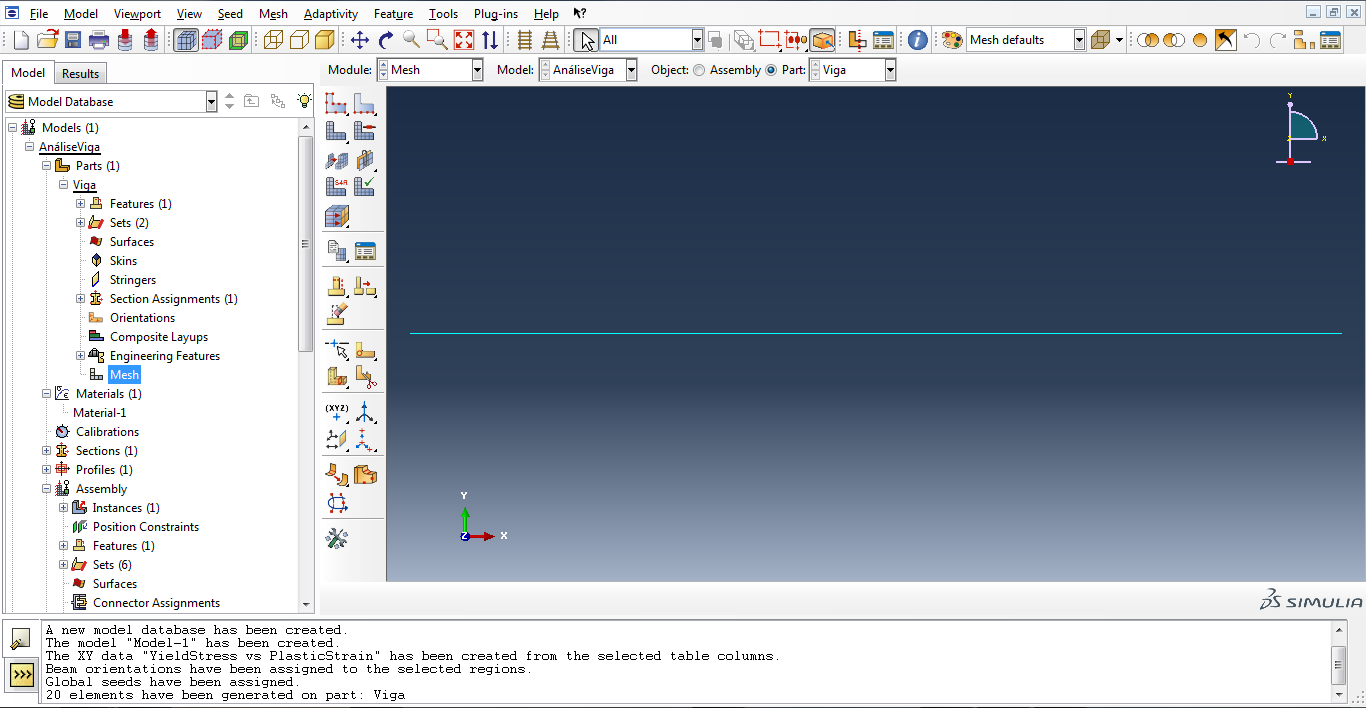 File Model Viewport View Seed Mesh Adaptivity Feature Tools Plug-ins Help
All Mesh defaults
Model Results
Module: Mesh Model: AnáliseViga Object: Assembly Part: Viga
Model Database
Models (1)
AnáliseViga
Parts (1)
Viga
Features (1)
Sets (2)
Surfaces
Skins
Stringers
Section Assignments (1)
Orientations
Composite Layups
Engineering Features
Mesh
Materials (1)
Material-1
Calibrations
Sections (1)
Profiles (1)
Assembly
Instances (1)
Position Constraints
Features (1)
Sets (6)
Surfaces
Connector Assignments
S4R
(XYZ)
Y
X
Z
Y
X
Z
SIMULIA
A new model database has been created.
The model "Model-1" has been created.
The XY data "YieldStress vs PlasticStrain" has been created from the selected table columns.
Beam orientations have been assigned to the selected regions.
Global seeds have been assigned.
20 elements have been generated on part: Viga
>>>